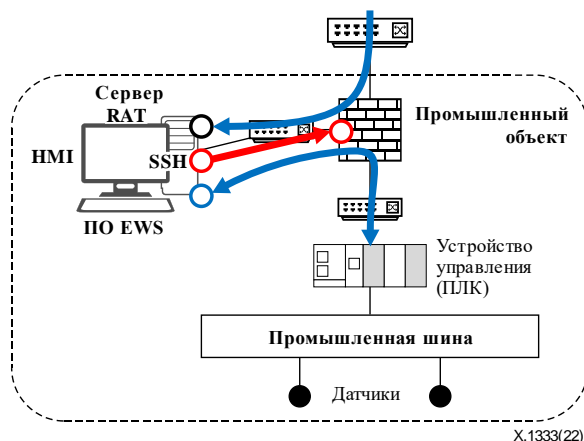 Сервер
RAT
Промышленный
объект
HMI
SSH
ПО EWS
Устройство
управления
(ПЛК)
Промышленная шина
Датчики
X.1333(22)